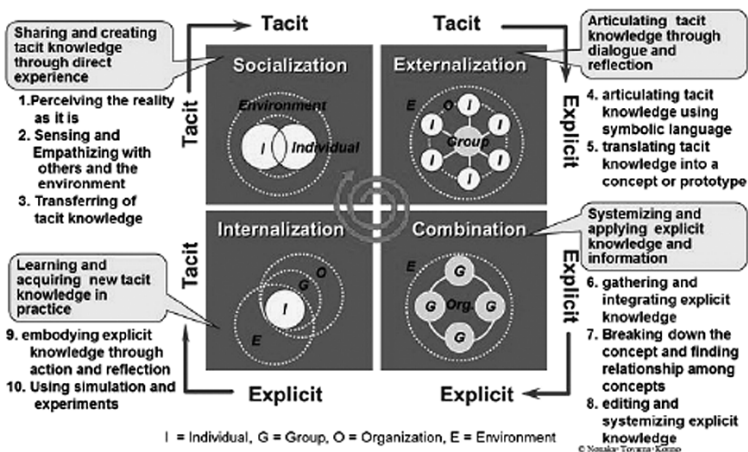 Sharing and creating
tacit knowledge
through direct
experience
1.Perceiving the reality
as it is
2. Sensing and
Empathizing with
others and the
environment
3. Transferring of
tacit knowledge
Tacit
Tacit
Tacit
Explicit
Socialization
Environment
I
Individual
Externalization
E
O
I
I
I
Group
I
I
I
Articulating tacit
knowledge through
dialogue and
reflection
4. articulating tacit
knowledge using
symbolic language
5. translating tacit
knowledge into a
concept or prototype
Learning and
acquiring new tacit
knowledge in
practice
9. embodying explicit
knowledge through
action and reflection
10. Using simulation and
experiments
Tacit
Internalization
O
G
I
E
Explicit
Combination
E
G
G
Org.
G
G
Explicit
Explicit
Systemizing and
applying explicit
knowledge and
information
6. gathering and
integrating explicit
knowledge
7. Breaking down the
concept and finding
relationship among
concepts
8. editing and
systemizing explicit
knowledge
I = Individual, G = Group, O = Organization, E = Environment
© Nonaka・Toyama・Konno